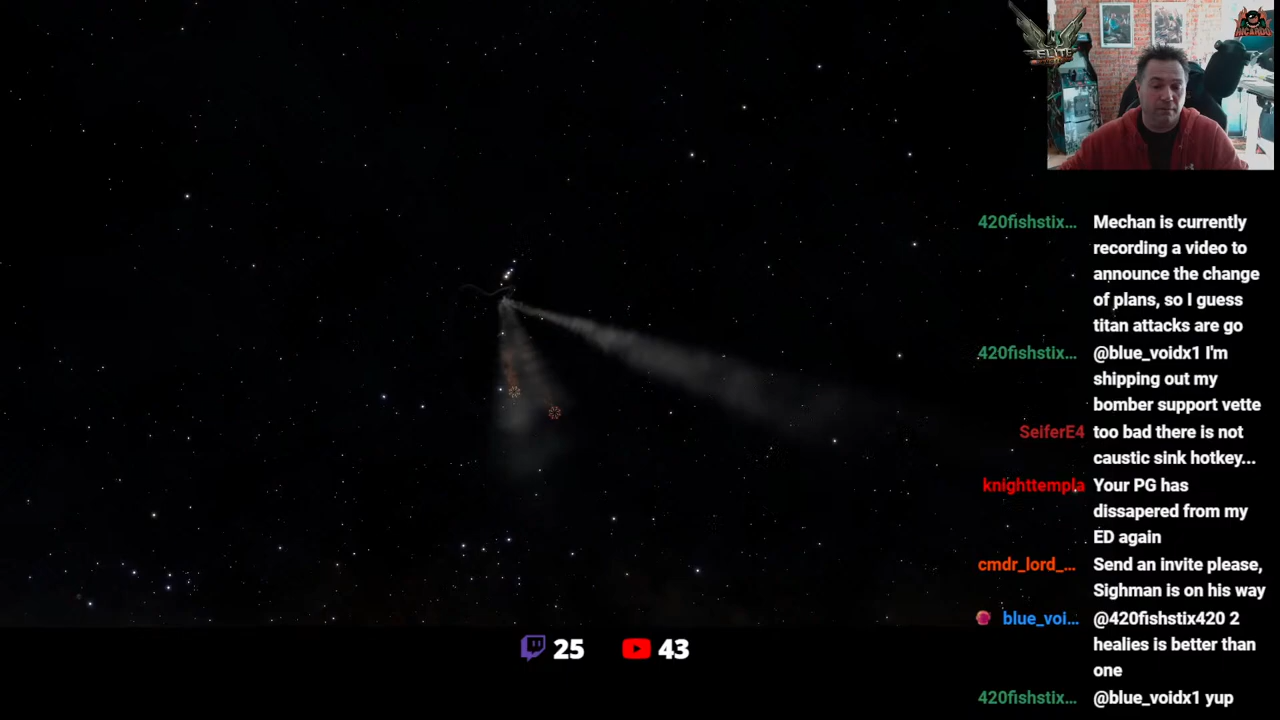 ELITE
RICARDO
420fishstix... Mechan is currently
recording a video to
announce the change
of plans, so I guess
titan attacks are go
420fishstix... @blue_voidx1 I'm
shipping out my
bomber support vette
SeiferE4 too bad there is not
caustic sink hotkey...
knighttempla Your PG has
dissapered from my
ED again
cmdr_lord_... Send an invite please,
Sighman is on his way
blue_voi... @420fishstix420 2
healies is better than
one
420fishstix... @blue_voidx1 yup
25 43